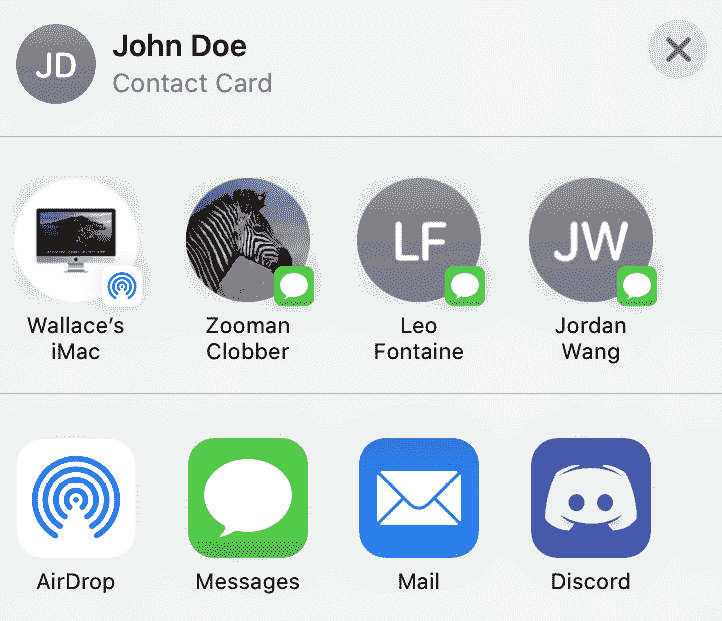 JD
John Doe
Contact Card
LF
JW
Wallace’s
iMac
Zooman
Clobber
Leo
Fontaine
Jordan
Wang
AirDrop
Messages
Mail
Discord